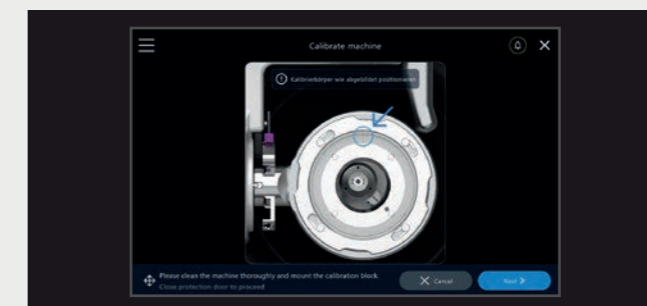 Calibrate machine
Kalibrierkörper wie abgebildet positionieren
Please clean the machine thoroughly and mount the calibration block.
Close protection door to proceed
Cancel
Next